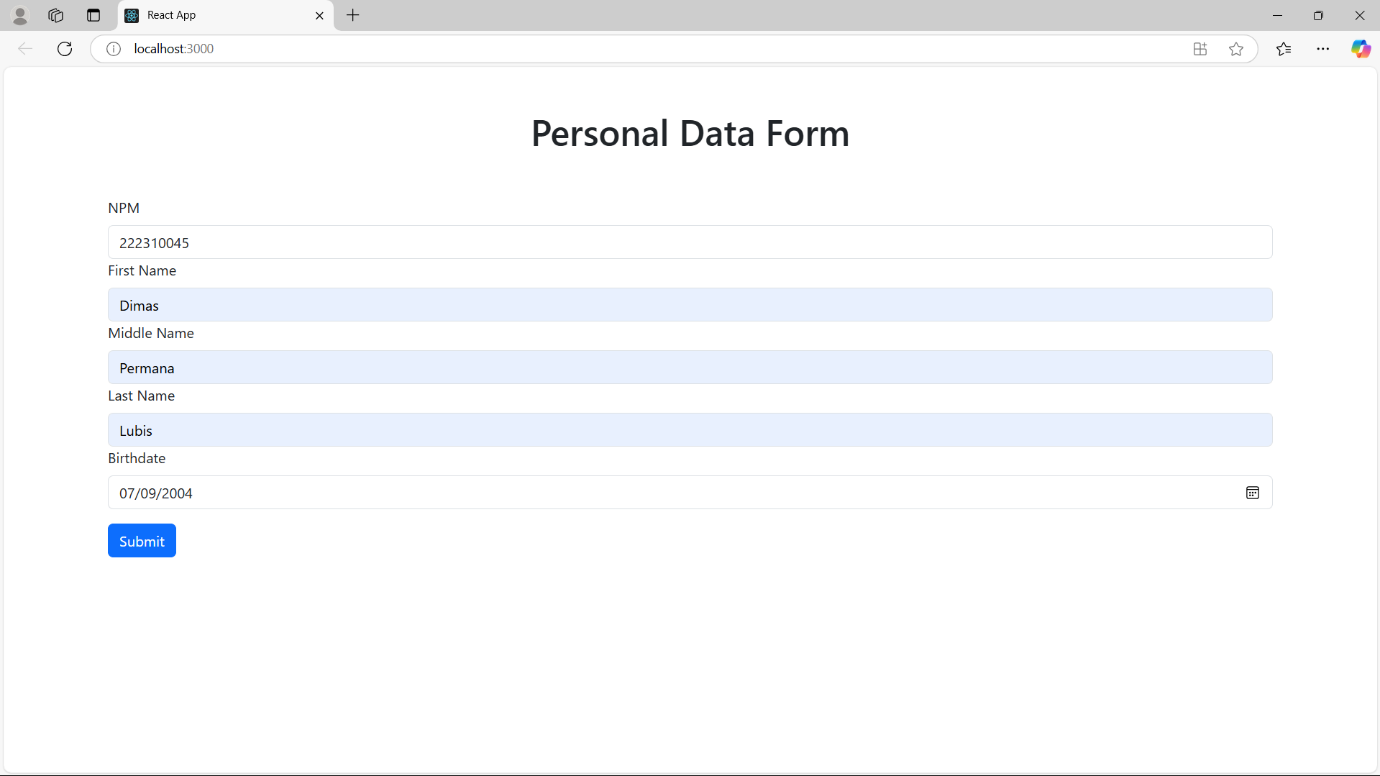 React App
localhost:3000
Personal Data Form
NPM
222310045
First Name
Dimas
Middle Name
Permana
Last Name
Lubis
Birthdate
07/09/2004
Submit